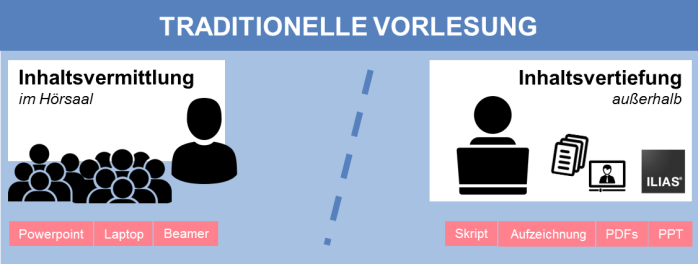 TRADITIONELLE VORLESUNG
Inhaltsvermittlung
im Hörsaal
Inhaltsvertiefung
außerhalb
ILIAS®
Powerpoint
Laptop
Beamer
Skript
Aufzeichnung
PDFs
PPT